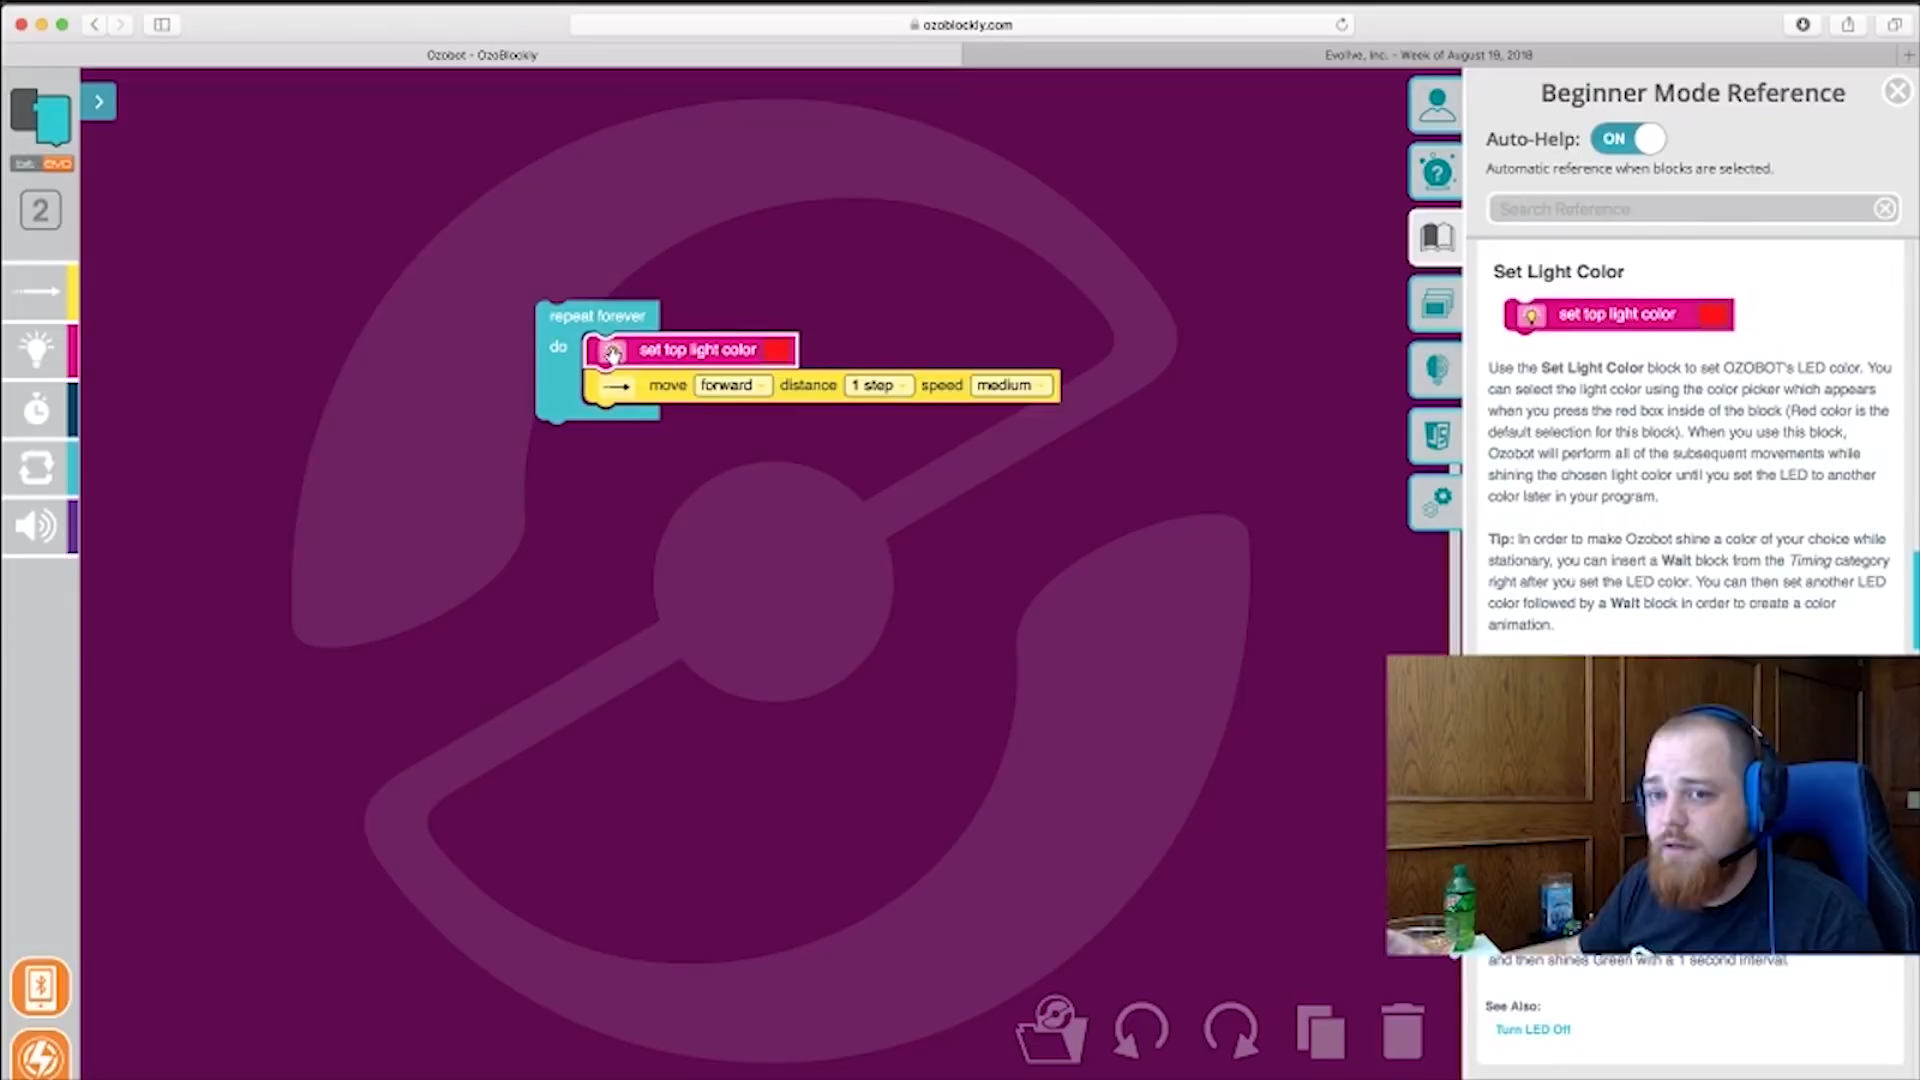 ozoblockly.com
Ozobot - OzoBlockly
Evollve, Inc. - Week of August 19, 2018
bit evo
2
repeat forever
do
set top light color
move forward distance 1 step speed medium
Beginner Mode Reference
Auto-Help: ON
Automatic reference when blocks are selected.
Search Reference
Set Light Color
set top light color
Use the Set Light Color block to set OZOBOT's LED color. You
can select the light color using the color picker which appears
when you press the red box inside of the block (Red color is the
default selection for this block). When you use this block,
Ozobot will perform all of the subsequent movements while
shining the chosen light color until you set the LED to another
color later in your program.
Tip: In order to make Ozobot shine a color of your choice while
stationary, you can insert a Wait block from the Timing category
right after you set the LED color. You can then set another LED
color followed by a Wait block in order to create a color
animation.
and then shines Green with a 1 second interval.
See Also:
Turn LED Off